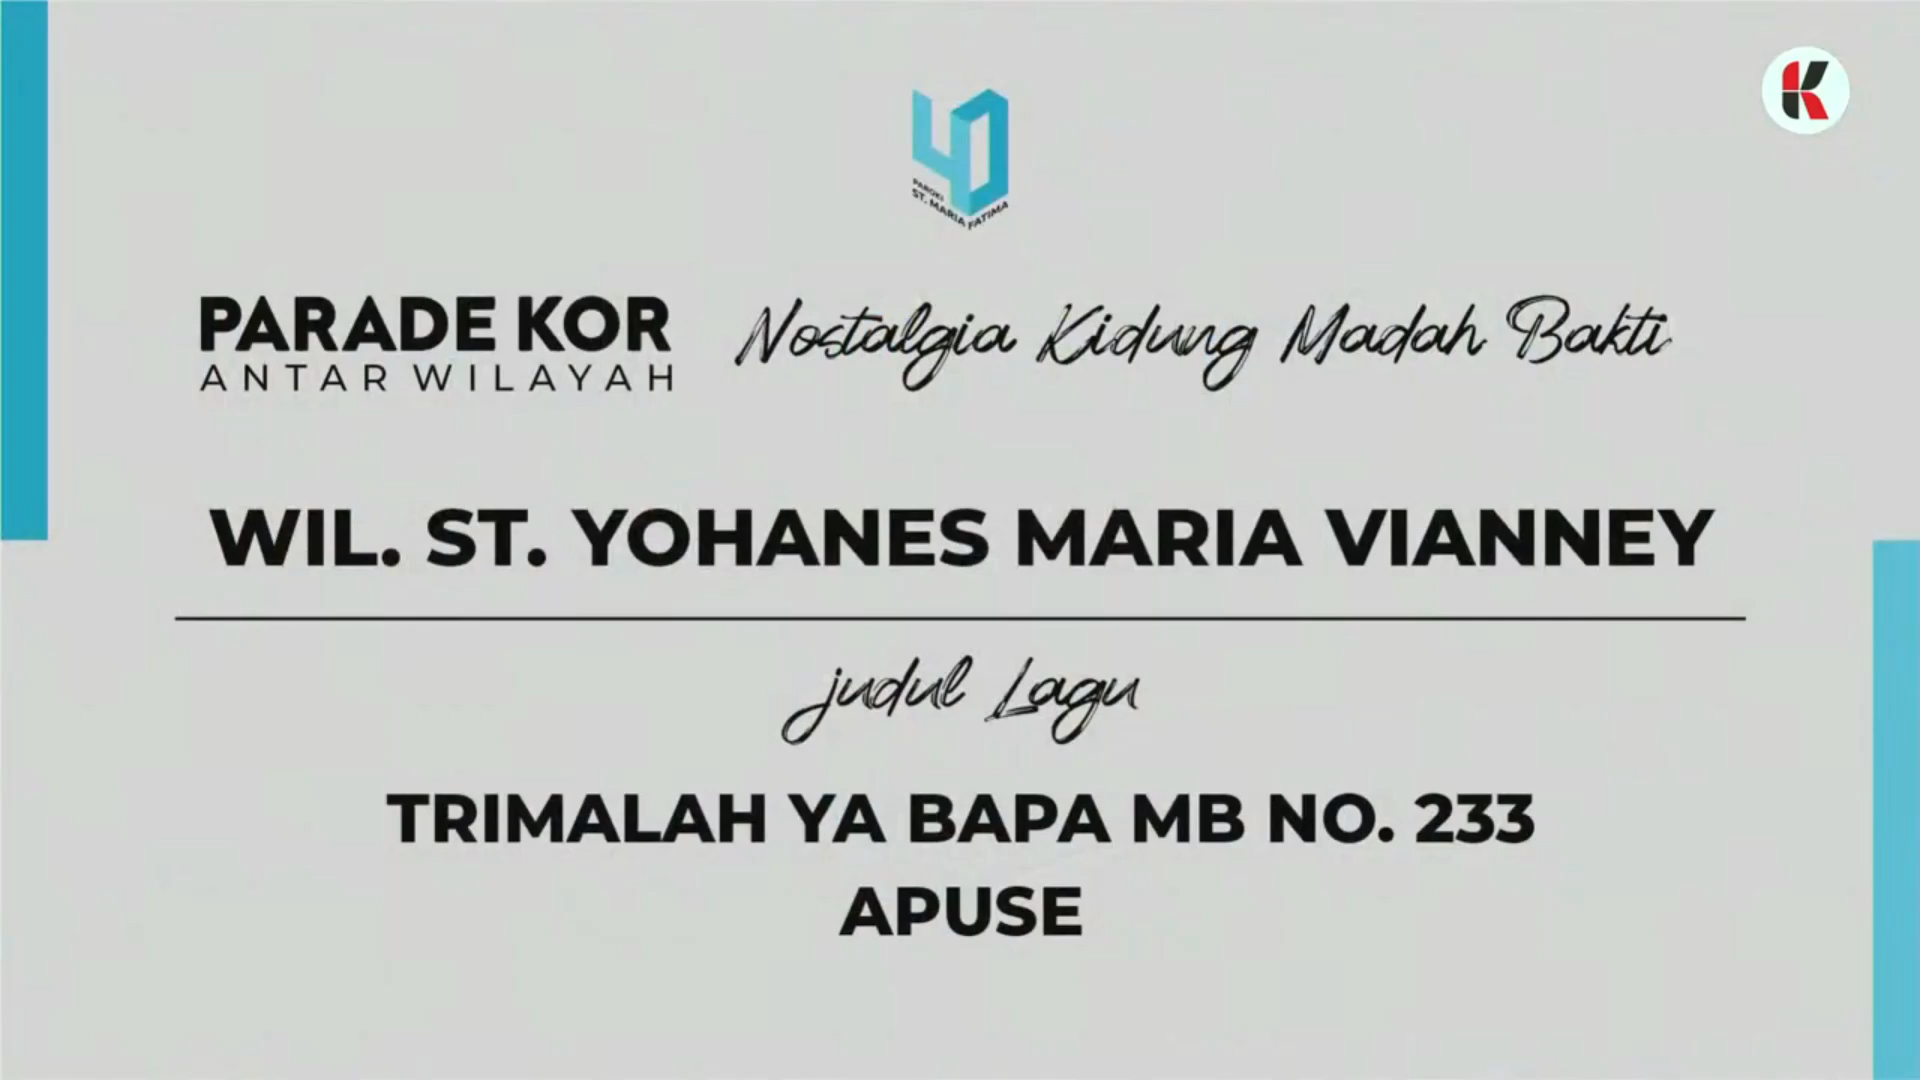 40
PAROKI
ST. MARIA FATIMA
K
PARADE KOR
ANTAR WILAYAH
Nostalgia Kidung Madah Bakti
WIL. ST. YOHANES MARIA VIANNEY
judul Lagu
TRIMALAH YA BAPA MB NO. 233
APUSE